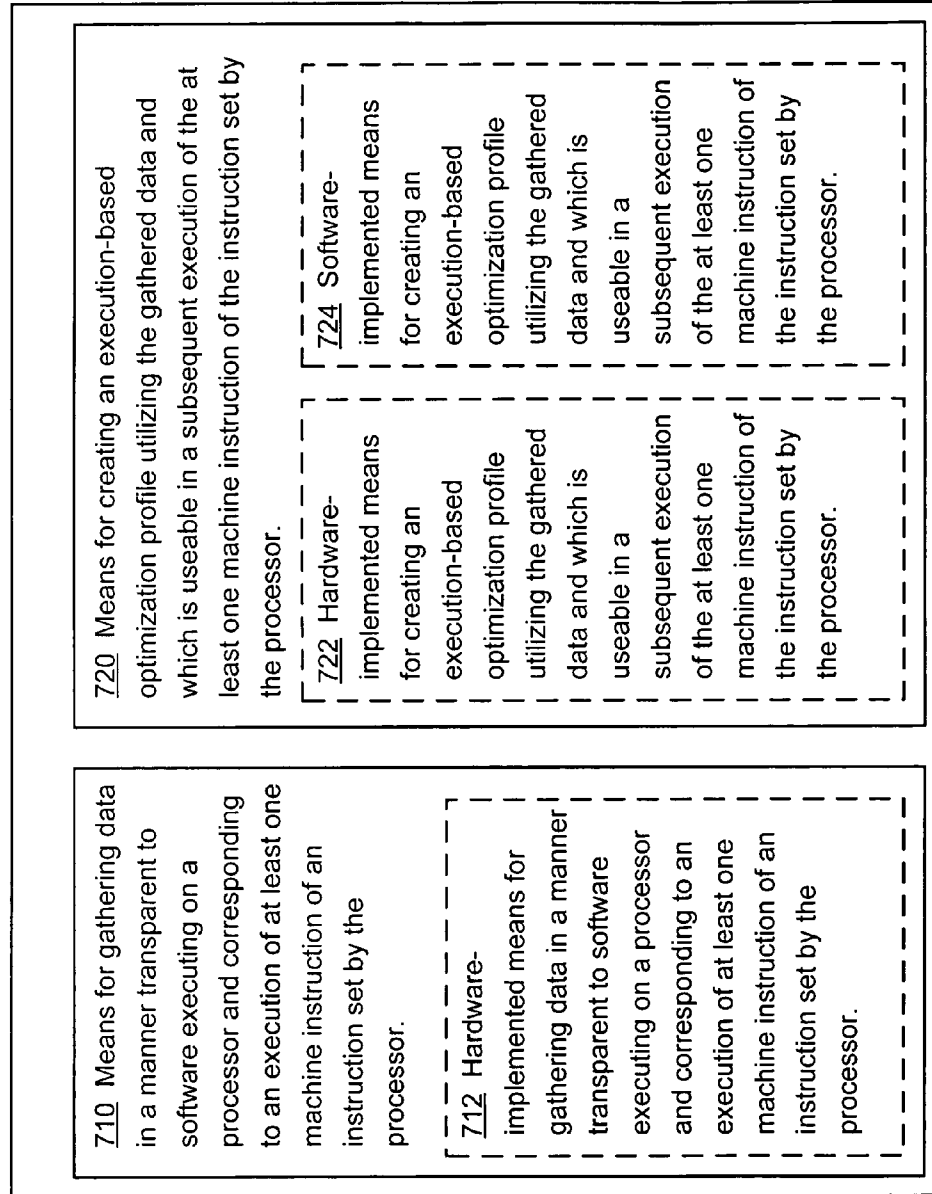 710 Means for gathering data
in a manner transparent to
software executing on a
processor and corresponding
to an execution of at least one
machine instruction of an
instruction set by the
processor.
712 Hardware-
implemented means for
gathering data in a manner
transparent to software
executing on a processor
and corresponding to an
execution of at least one
machine instruction of an
instruction set by the
processor.
720 Means for creating an execution-based
optimization profile utilizing the gathered data and
which is useable in a subsequent execution of the at
least one machine instruction of the instruction set by
the processor.
722 Hardware-
implemented means
for creating an
execution-based
optimization profile
utilizing the gathered
data and which is
useable in a
subsequent execution
of the at least one
machine instruction of
the instruction set by
the processor.
724 Software-
implemented means
for creating an
execution-based
optimization profile
utilizing the gathered
data and which is
useable in a
subsequent execution
of the at least one
machine instruction of
the instruction set by
the processor.